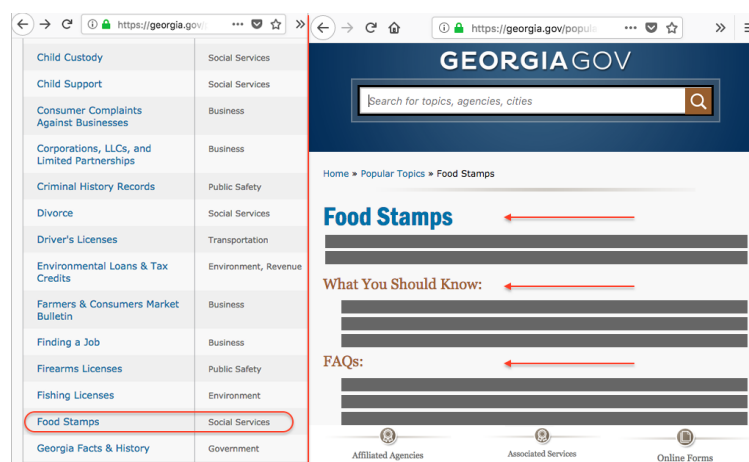 https://georgia.gov/
Child Custody Social Services
Child Support Social Services
Consumer Complaints Business
Against Businesses
Corporations, LLCs, and Business
Limited Partnerships
Criminal History Records Public Safety
Divorce Social Services
Driver's Licenses Transportation
Environmental Loans & Tax Environment, Revenue
Credits
Farmers & Consumers Market Business
Bulletin
Finding a Job Business
Firearms Licenses Public Safety
Fishing Licenses Environment
Food Stamps Social Services
Georgia Facts & History Government
https://georgia.gov/popula
GEORGIAGOV
Search for topics, agencies, cities
Home » Popular Topics » Food Stamps
Food Stamps
What You Should Know:
FAQs:
Affiliated Agencies
Associated Services
Online Forms